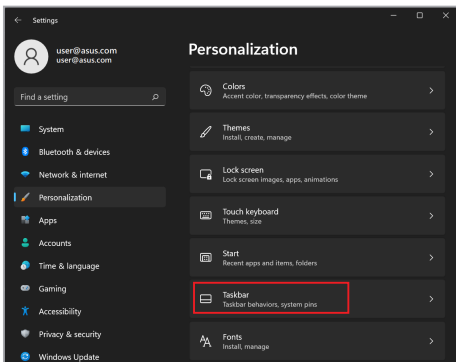 Settings
user@asus.com
user@asus.com
Find a setting
System
Bluetooth & devices
Network & internet
Personalization
Apps
Accounts
Time & language
Gaming
Accessibility
Privacy & security
Windows Update
Personalization
Colors
Accent color, transparency effects, color theme
Themes
Install, create, manage
Lock screen
Lock screen images, apps, animations
Touch keyboard
Themes, size
Start
Recent apps and items, folders
Taskbar
Taskbar behaviors, system pins
Fonts
Install, manage